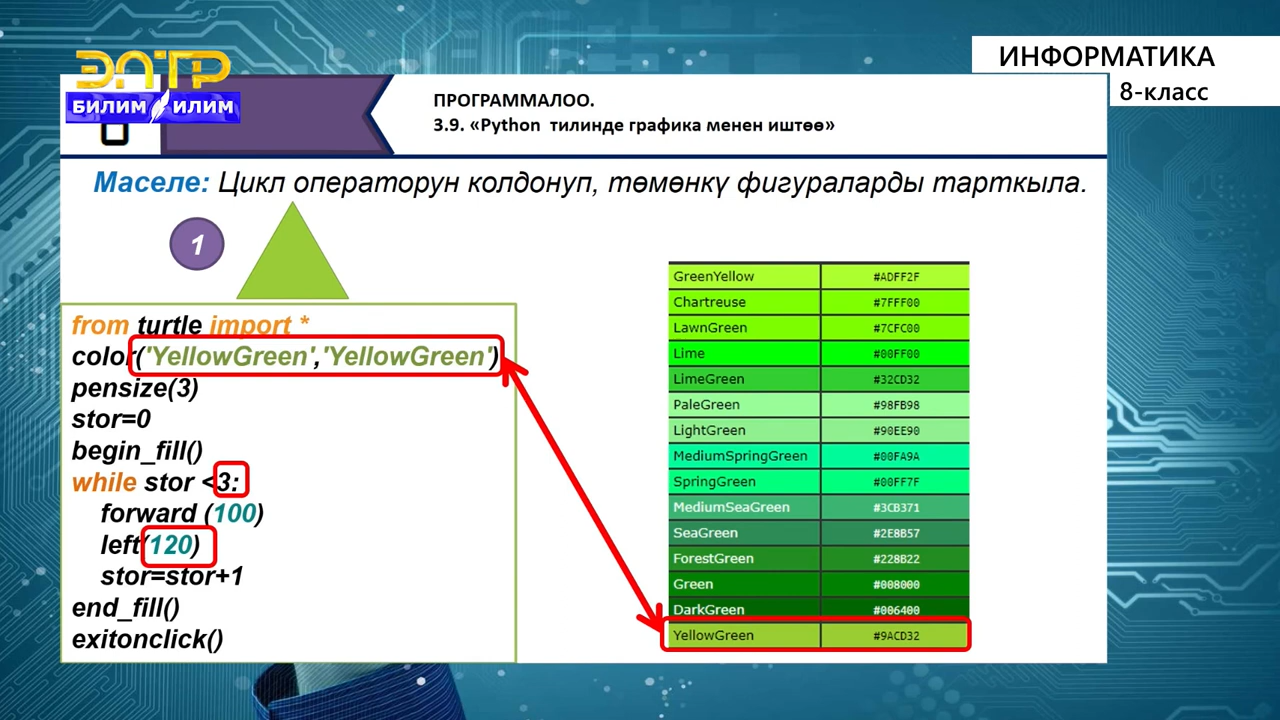 ЭЛТР
БИЛИМ ИЛИМ
ИНФОРМАТИКА
8-класс
ПРОГРАММАЛОО.
3.9. «Python тилинде графика менен иштөө»
Маселе: Цикл операторун колдонуп, төмөнкү фигураларды тарткыла.
1
from turtle import *
color('YellowGreen','YellowGreen')
pensize(3)
stor=0
begin_fill()
while stor <3:
forward (100)
left(120)
stor=stor+1
end_fill()
exitonclick()
GreenYellow #ADFF2F
Chartreuse #7FFF00
LawnGreen #7CFC00
Lime #00FF00
LimeGreen #32CD32
PaleGreen #98FB98
LightGreen #90EE90
MediumSpringGreen #00FA9A
SpringGreen #00FF7F
MediumSeaGreen #3CB371
SeaGreen #2E8B57
ForestGreen #228B22
Green #008000
DarkGreen #006400
YellowGreen #9ACD32